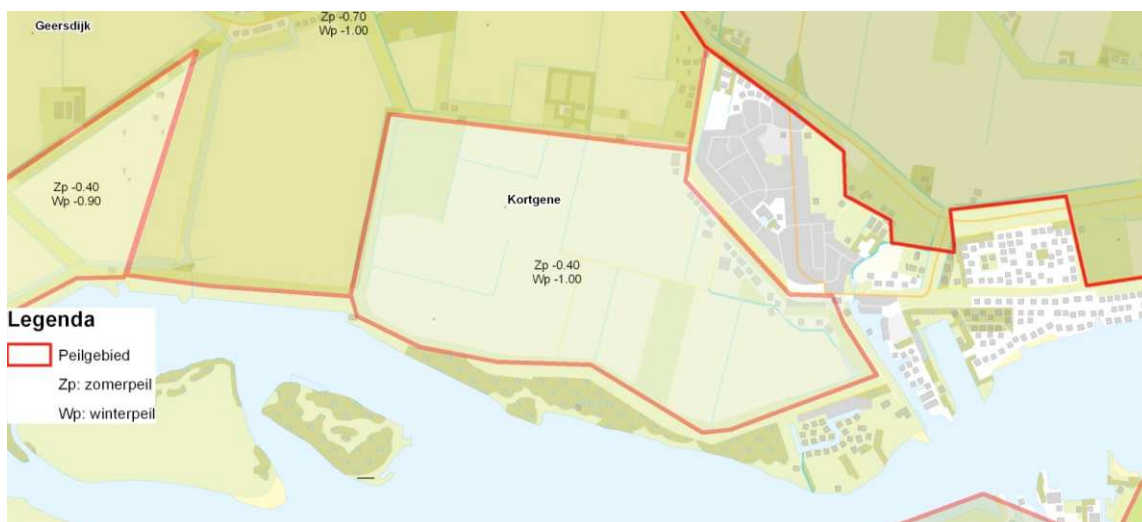 Geersdijk
Zp -0.70
Wp -1.00
Zp -0.40
Wp -0.90
Kortgene
Zp -0.40
Wp -1.00
Legenda
Peilgebied
Zp: zomerpeil
Wp: winterpeil